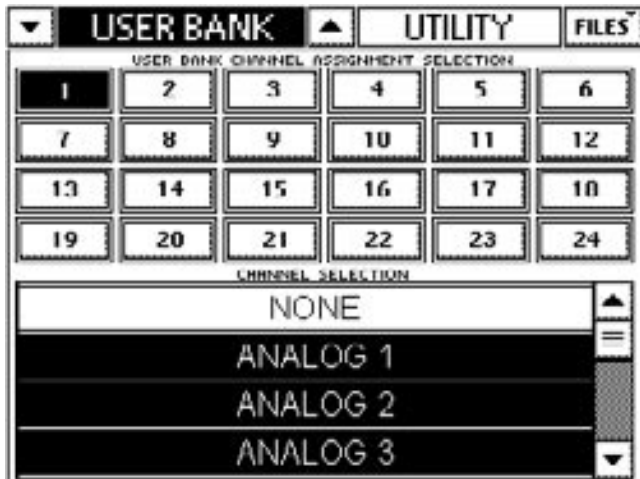 USER BANK UTILITY FILES
USER BANK CHANNEL ASSIGNMENT SELECTION
1 2 3 4 5 6
7 8 9 10 11 12
13 14 15 16 17 18
19 20 21 22 23 24
CHANNEL SELECTION
NONE
ANALOG 1
ANALOG 2
ANALOG 3